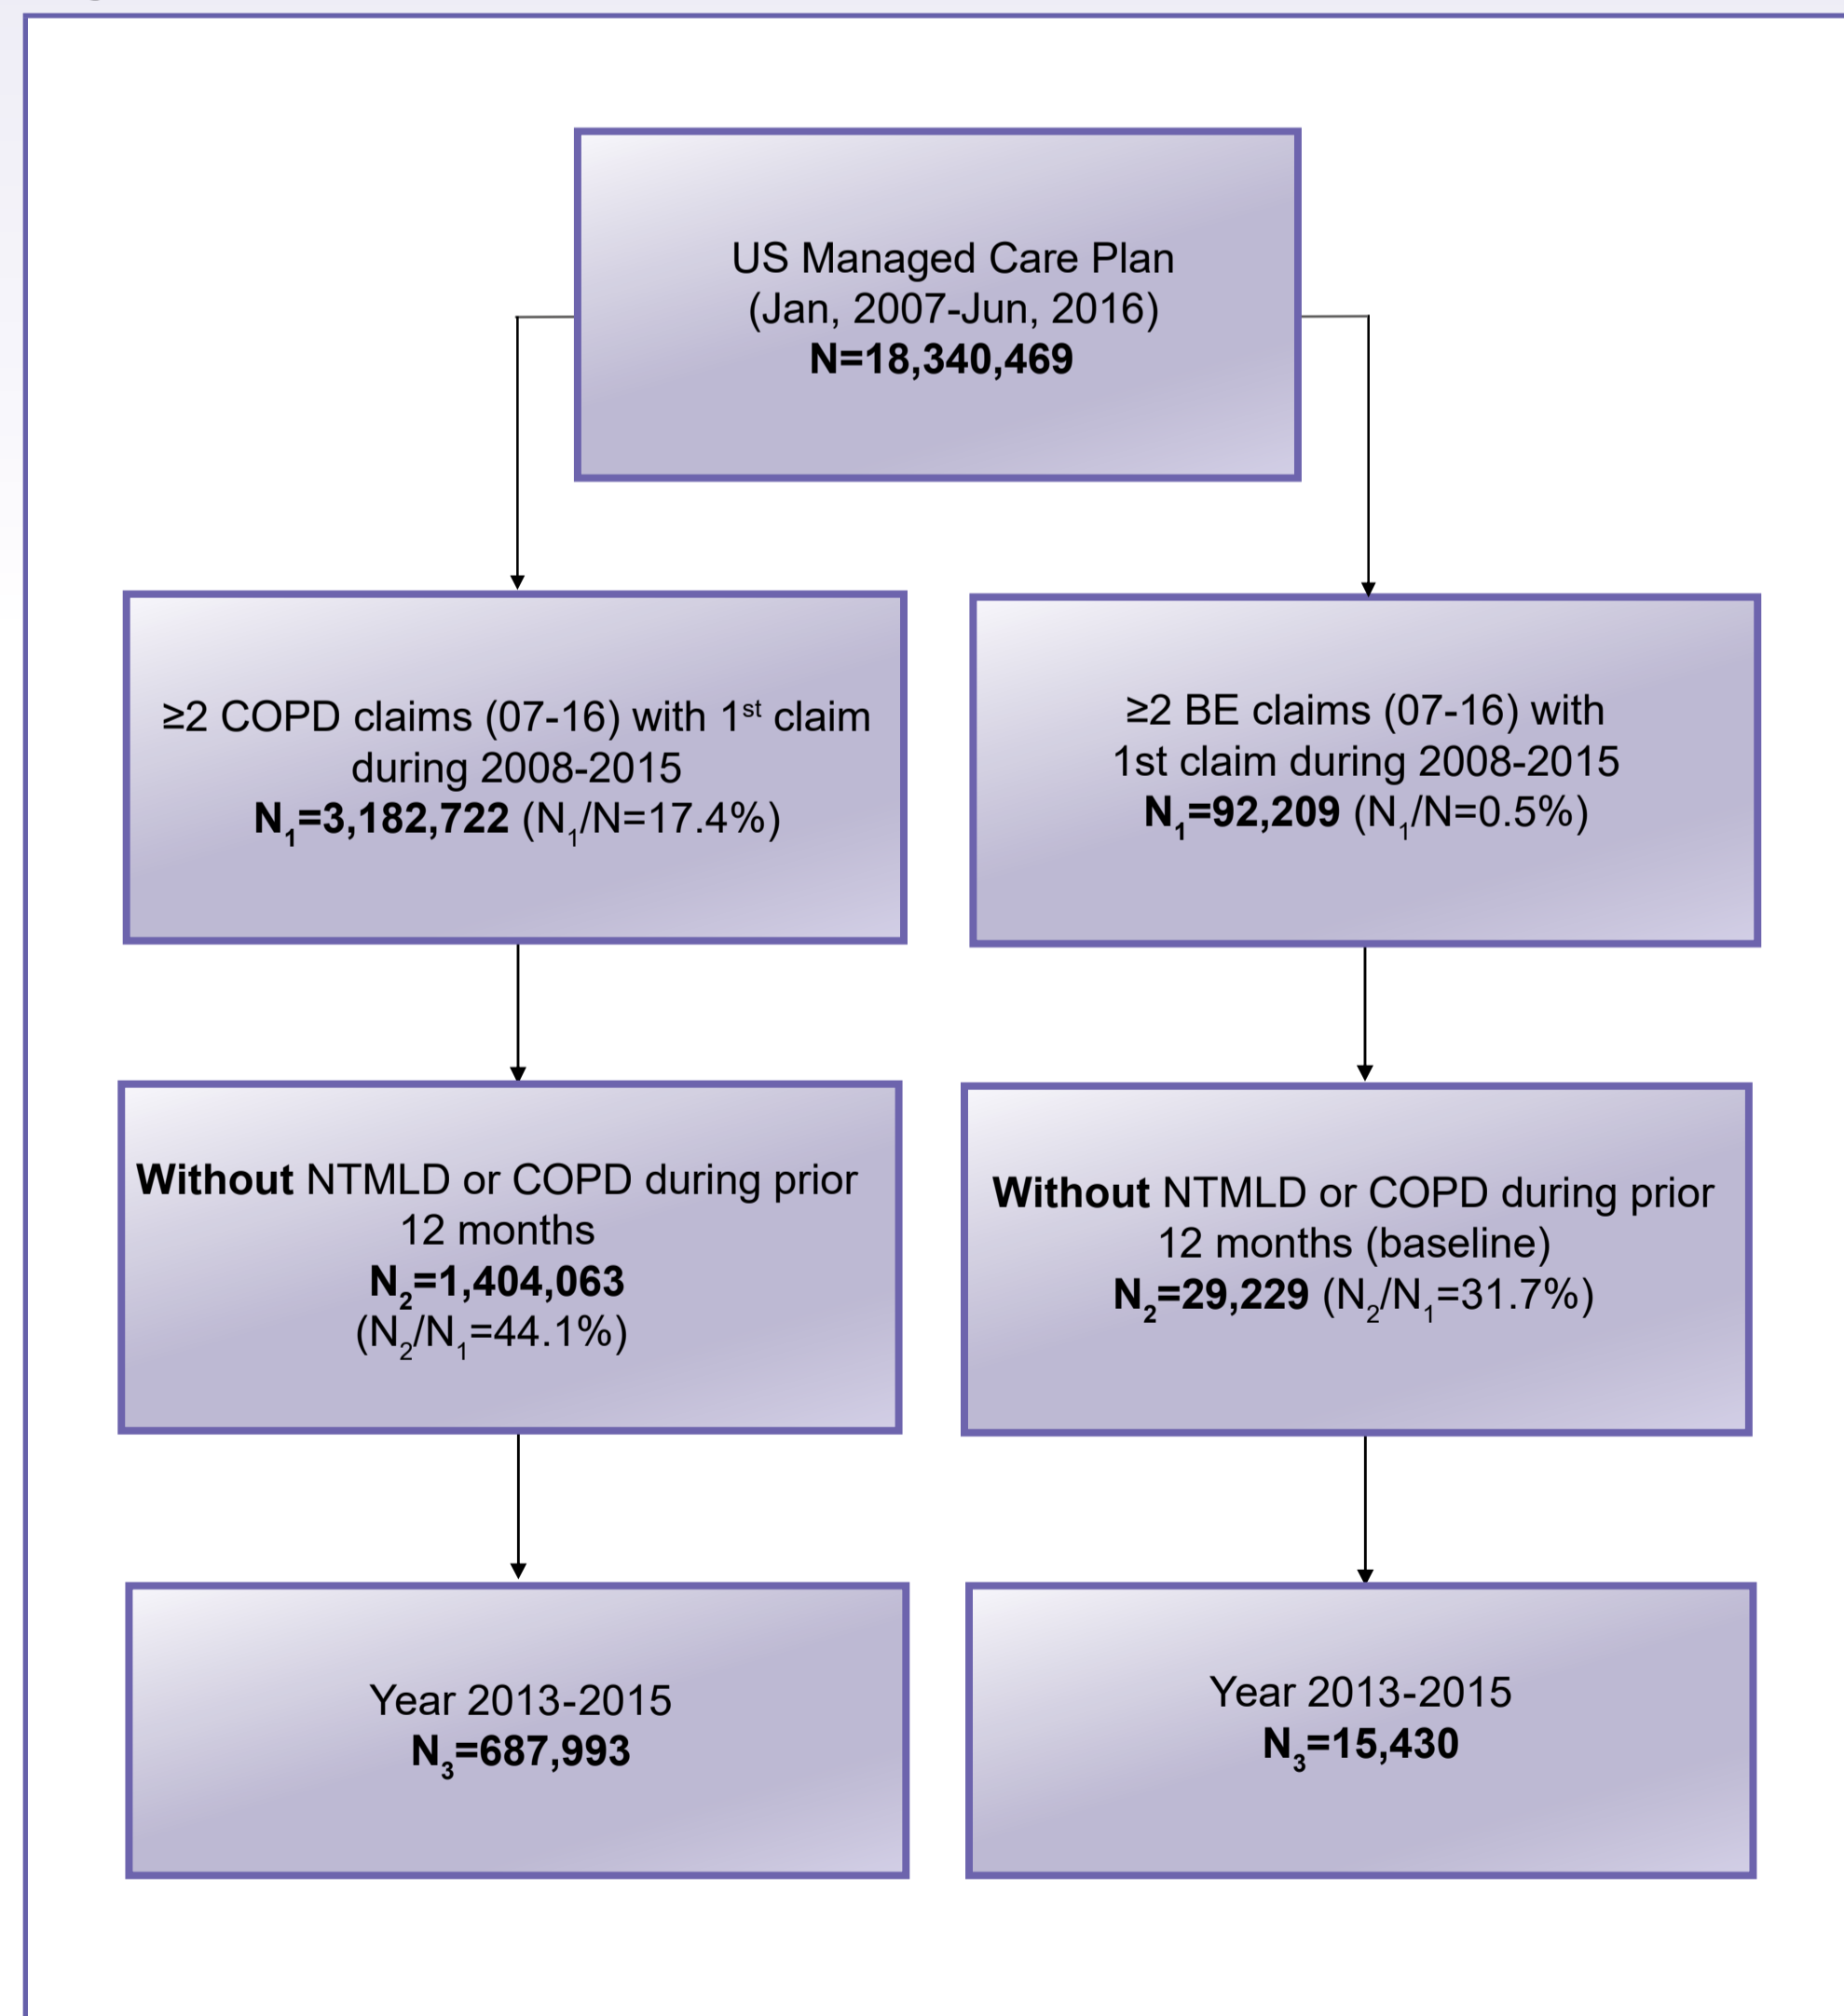 US Managed Care Plan
(Jan, 2007-Jun, 2016)
N=18,340,469
≥2 COPD claims (07-16) with 1st claim
during 2008-2015
N1=3,182,722 (N1/N=17.4%)
≥2 BE claims (07-16) with
1st claim during 2008-2015
N1=92,209 (N1/N=0.5%)
Without NTMLD or COPD during prior
12 months
N2=1,404,063
(N2/N1=44.1%)
Without NTMLD or COPD during prior
12 months (baseline)
N2=29,229 (N2/N1=31.7%)
Year 2013-2015
N3=687,993
Year 2013-2015
N3=15,430